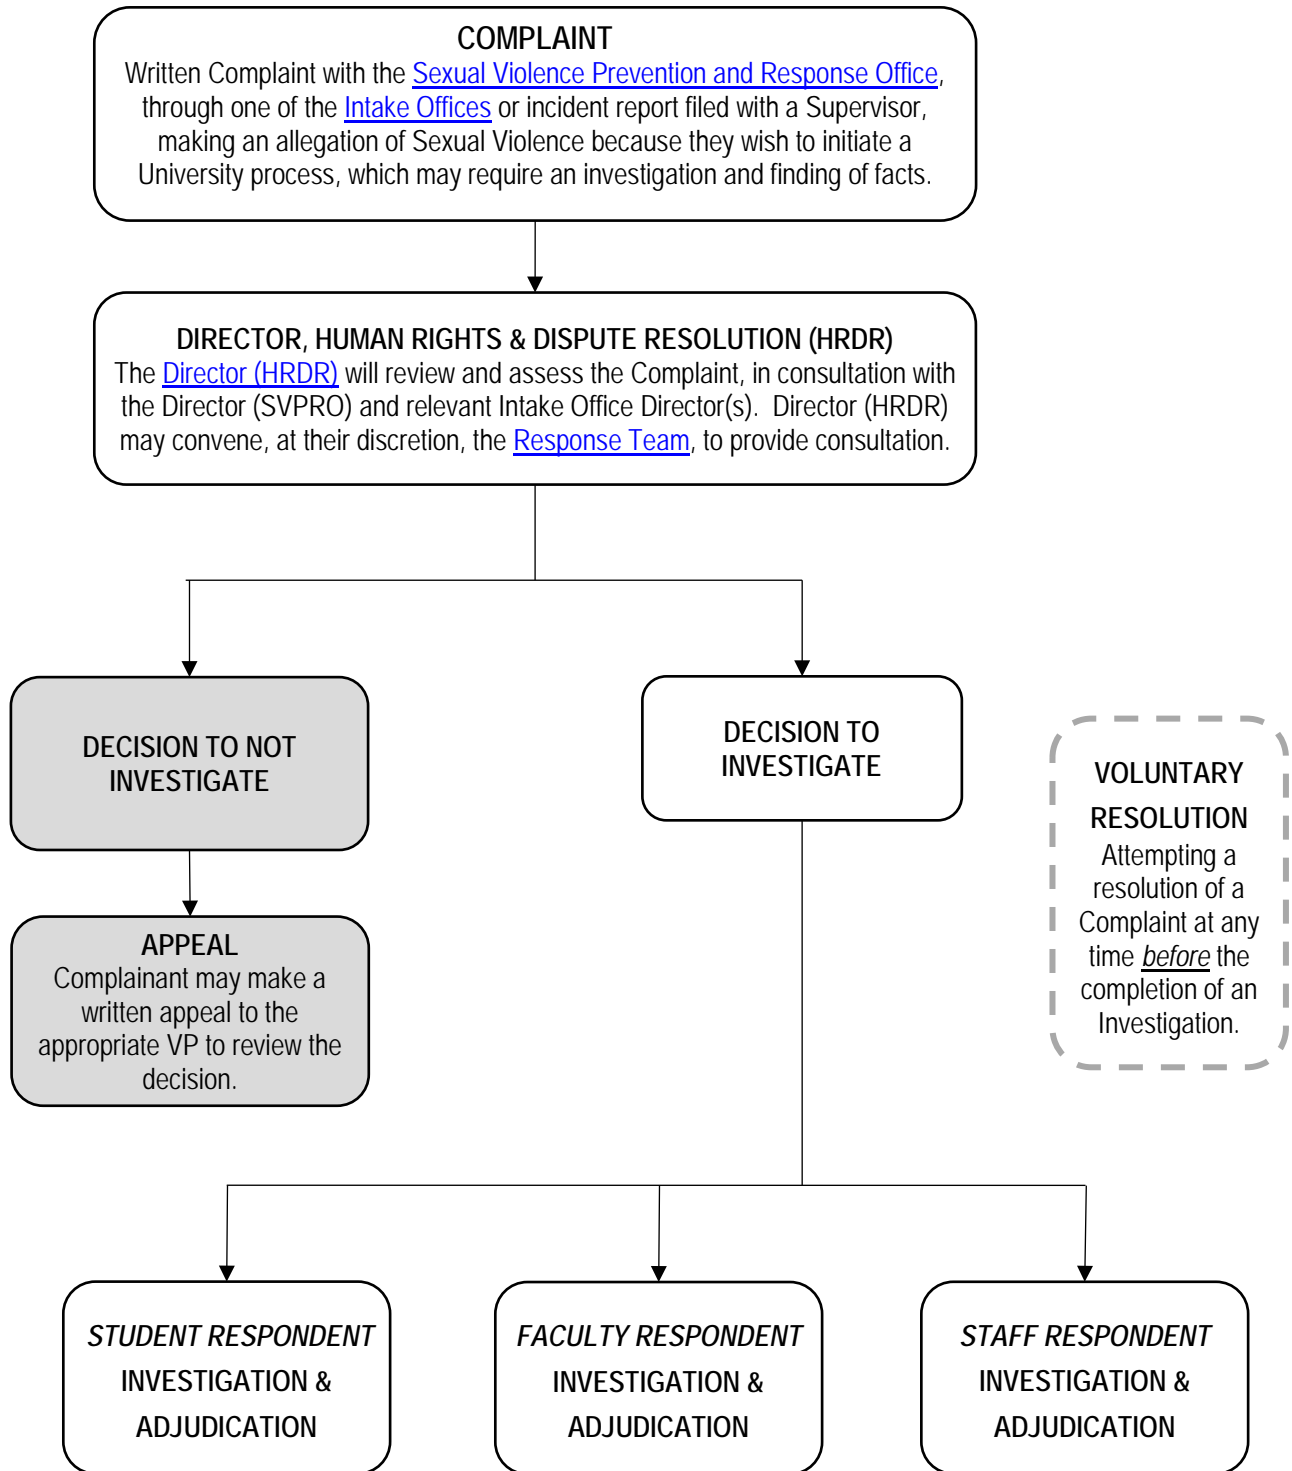 COMPLAINT
Written Complaint with the Sexual Violence Prevention and Response Office,
through one of the Intake Offices or incident report filed with a Supervisor,
making an allegation of Sexual Violence because they wish to initiate a
University process, which may require an investigation and finding of facts.
DIRECTOR, HUMAN RIGHTS & DISPUTE RESOLUTION (HRDR)
The Director (HRDR) will review and assess the Complaint, in consultation with
the Director (SVPRO) and relevant Intake Office Director(s). Director (HRDR)
may convene, at their discretion, the Response Team, to provide consultation.
DECISION TO NOT
INVESTIGATE
DECISION TO
INVESTIGATE
VOLUNTARY
RESOLUTION
Attempting a
resolution of a
Complaint at any
time before the
completion of an
Investigation.
APPEAL
Complainant may make a
written appeal to the
appropriate VP to review the
decision.
STUDENT RESPONDENT
INVESTIGATION &
ADJUDICATION
FACULTY RESPONDENT
INVESTIGATION &
ADJUDICATION
STAFF RESPONDENT
INVESTIGATION &
ADJUDICATION